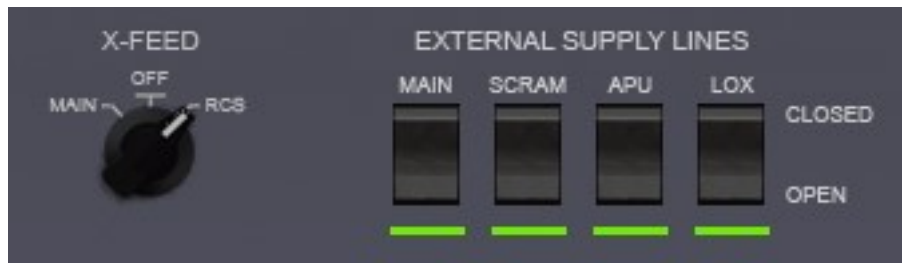 X-FEED
OFF
MAIN
RCS
EXTERNAL SUPPLY LINES
MAIN SCRAM APU LOX
CLOSED
OPEN